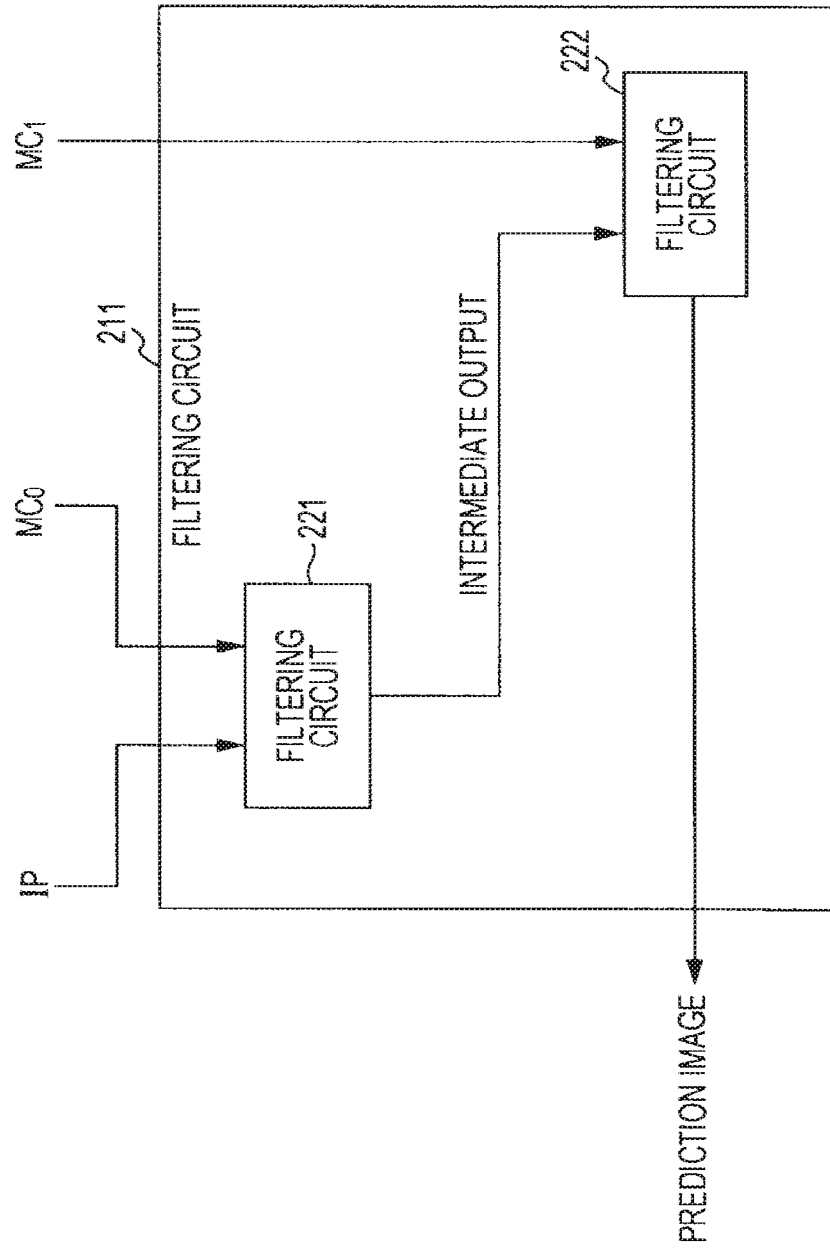 IP
MC0
MC1
211
FILTERING CIRCUIT
221
FILTERING
CIRCUIT
INTERMEDIATE OUTPUT
222
FILTERING
CIRCUIT
PREDICTION IMAGE